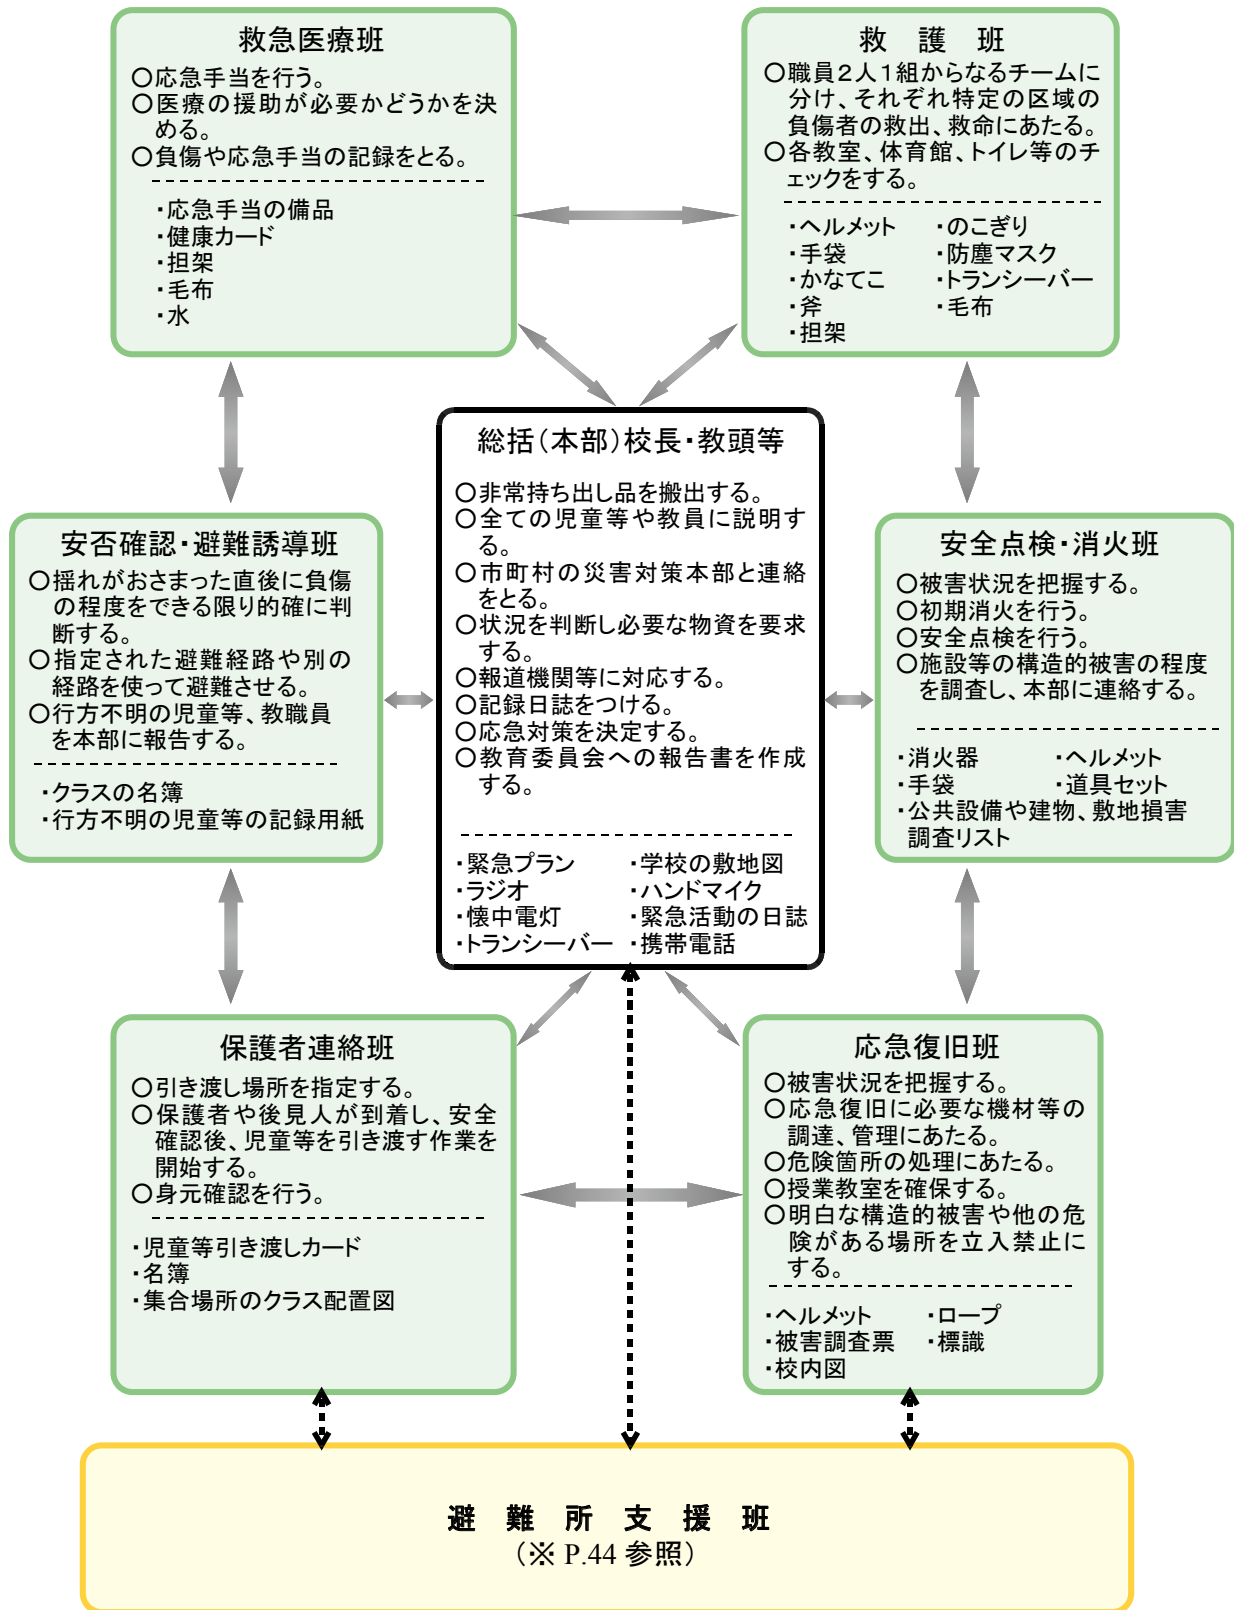 救急医療班
○応急手当を行う。
○医療の援助が必要かどうかを決
める。
○負傷や応急手当の記録をとる。
・応急手当の備品
・健康カード
・担架
・毛布
・水
救　護　班
○職員２人１組からなるチームに
分け、それぞれ特定の区域の
負傷者の救出、救命にあたる。
○各教室、体育館、トイレ等のチ
ェックをする。
・ヘルメット　・のこぎり
・手袋　・防塵マスク
・かなてこ　・トランシーバー
・斧　・毛布
・担架
総括（本部）校長・教頭等
○非常持ち出し品を搬出する。
○全ての児童等や教員に説明す
る。
○市町村の災害対策本部と連絡
をとる。
○状況を判断し必要な物資を要求
する。
○報道機関等に対応する。
○記録日誌をつける。
○応急対策を決定する。
○教育委員会への報告書を作成
する。
・緊急プラン　・学校の敷地図
・ラジオ　・ハンドマイク
・懐中電灯　・緊急活動の日誌
・トランシーバー　・携帯電話
安否確認・避難誘導班
○揺れがおさまった直後に負傷
の程度をできる限り的確に判
断する。
○指定された避難経路や別の
経路を使って避難させる。
○行方不明の児童等、教職員
を本部に報告する。
・クラスの名簿
・行方不明の児童等の記録用紙
安全点検・消火班
○被害状況を把握する。
○初期消火を行う。
○安全点検を行う。
○施設等の構造的被害の程度
を調査し、本部に連絡する。
・消火器　・ヘルメット
・手袋　・道具セット
・公共設備や建物、敷地損害
調査リスト
保護者連絡班
○引き渡し場所を指定する。
○保護者や後見人が到着し、安全
確認後、児童等を引き渡す作業を
開始する。
○身元確認を行う。
・児童等引き渡しカード
・名簿
・集合場所のクラス配置図
応急復旧班
○被害状況を把握する。
○応急復旧に必要な機材等の
調達、管理にあたる。
○危険箇所の処理にあたる。
○授業教室を確保する。
○明白な構造的被害や他の危
険がある場所を立入禁止に
する。
・ヘルメット　・ロープ
・被害調査票　・標識
・校内図
避　難　所　支　援　班
（※ P.44 参照）